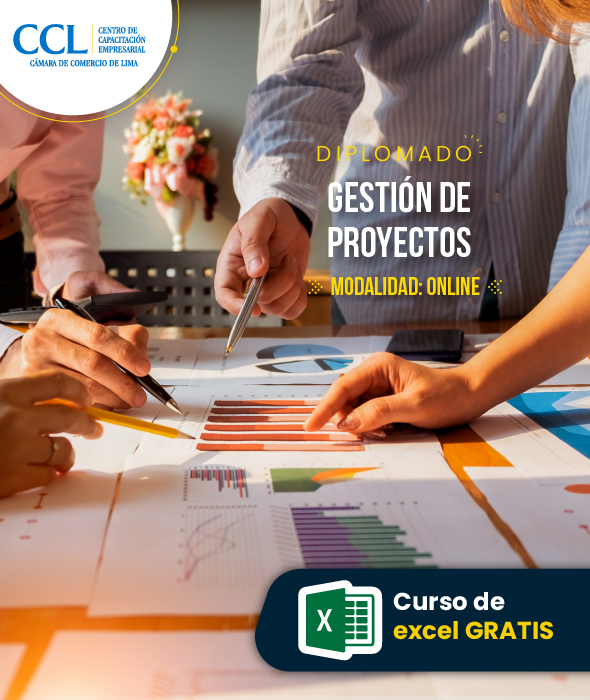 CCL
CENTRO DE
CAPACITACIÓN
EMPRESARIAL
CÁMARA DE COMERCIO DE LIMA
DIPLOMADO
GESTIÓN DE
PROYECTOS
MODALIDAD: ONLINE
X
Curso de
excel GRATIS